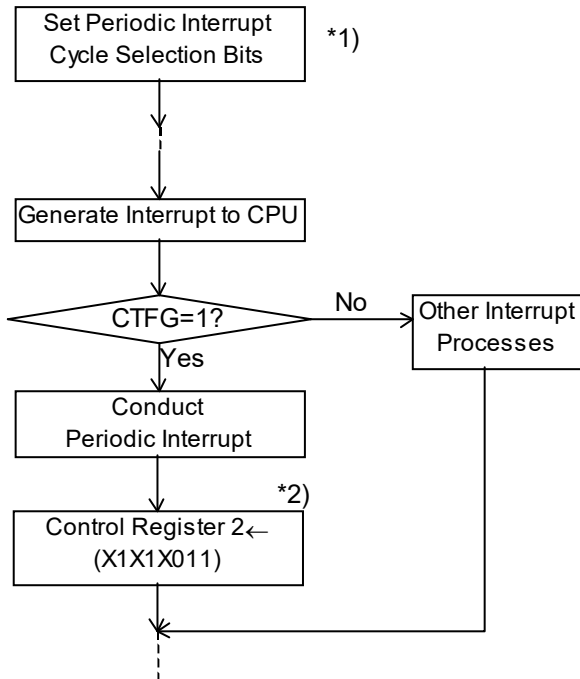 Set Periodic Interrupt
Cycle Selection Bits
*1)
Generate Interrupt to CPU
CTFG=1?
No
Other Interrupt
Processes
Yes
Conduct
Periodic Interrupt
*2)
Control Register 2←
(X1X1X011)